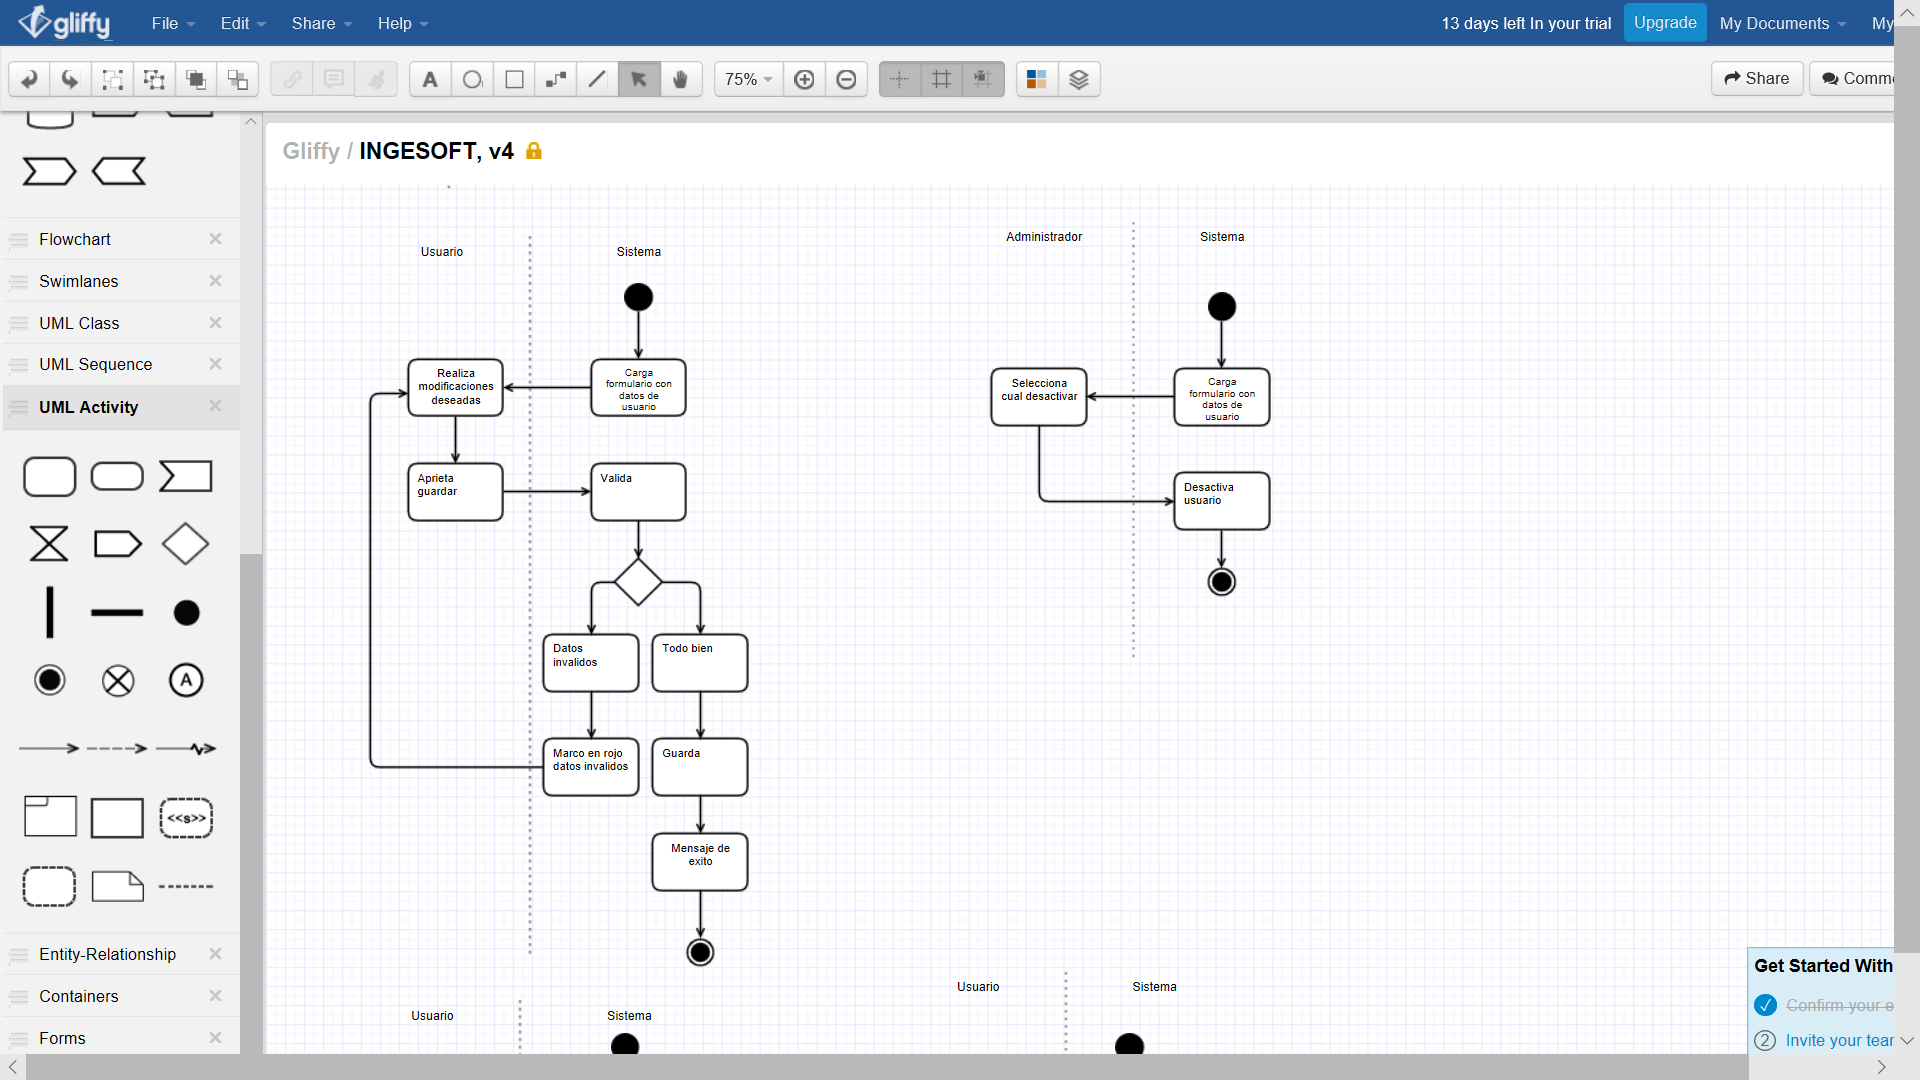 gliffy
File
Edit
Share
Help
13 days left In your trial
Upgrade
My Documents
My
75%
Share
Gliffy / INGESOFT, v4
Flowchart
Swimlanes
UML Class
UML Sequence
UML Activity
A
<<s>>
Entity-Relationship
Containers
Forms
Usuario
Sistema
Realiza
modificaciones
deseadas
Carga
formulario con
datos de
usuario
Aprieta
guardar
Valida
Datos
invalidos
Todo bien
Marco en rojo
datos invalidos
Guarda
Mensaje de
exito
Administrador
Sistema
Selecciona
cual desactivar
Carga
formulario con
datos de
usuario
Desactiva
usuario
Usuario
Sistema
Usuario
Sistema
Get Started With
Confirm your e
2
Invite your